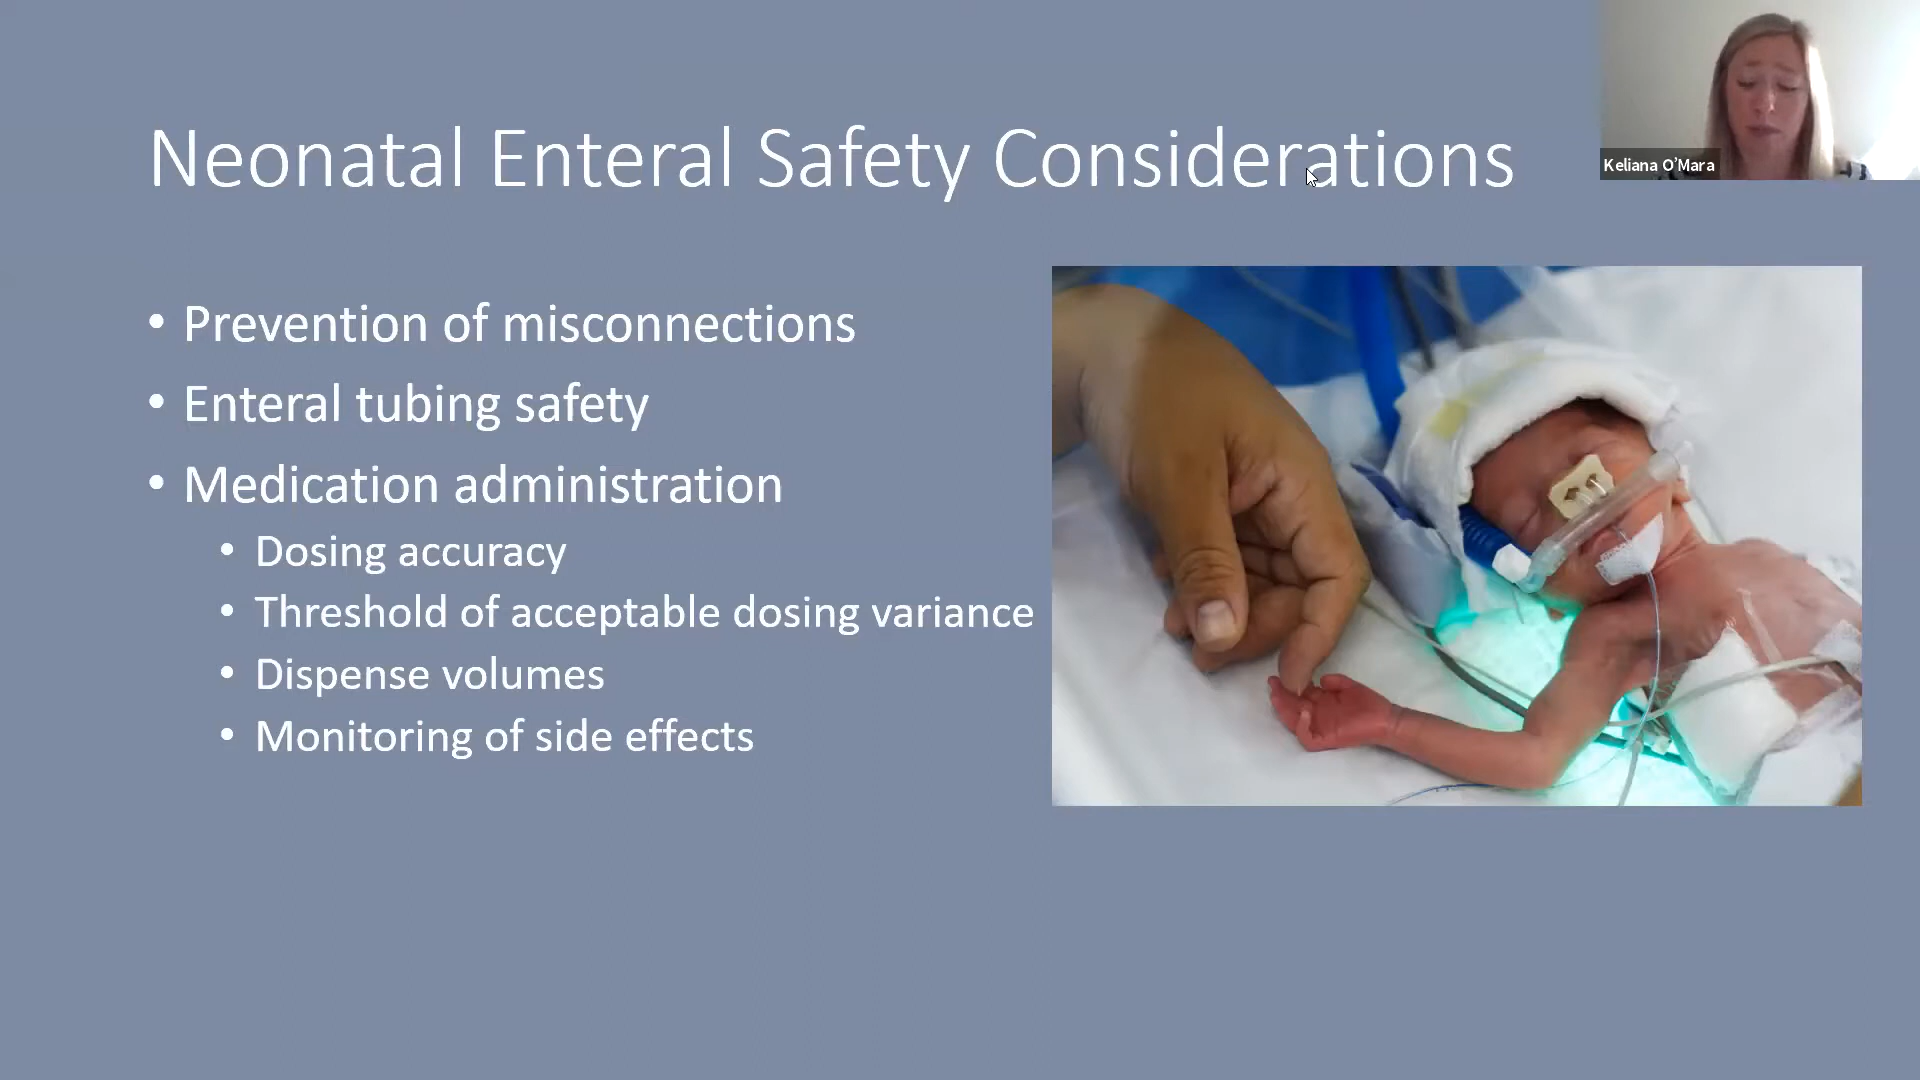 Neonatal Enteral Safety Considerations
Keliana O'Mara
• Prevention of misconnections
• Enteral tubing safety
• Medication administration
• Dosing accuracy
• Threshold of acceptable dosing variance
• Dispense volumes
• Monitoring of side effects